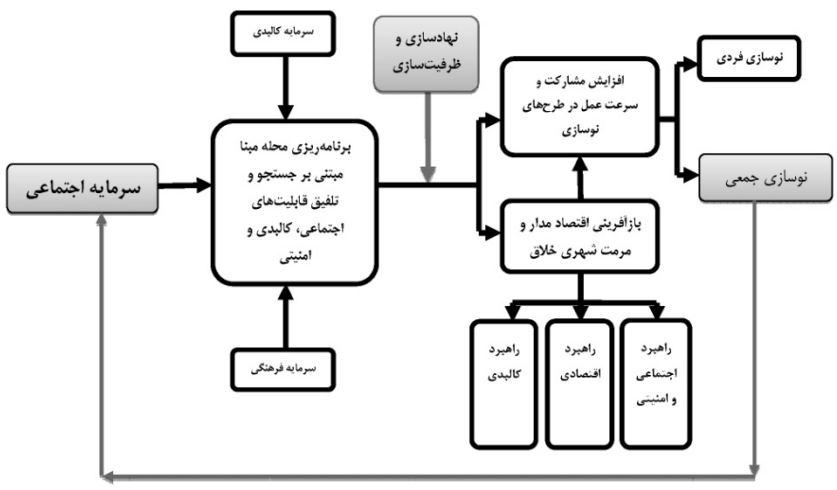 سرمایه کالبدی
نهادسازی و
ظرفیت‌سازی
نوسازی فردی
افزایش مشارکت و
سرعت عمل در طرح‌های
نوسازی
برنامه‌ریزی محله مبنا
مبتنی بر جستجو و
تلفیق قابلیت‌های
اجتماعی، کالبدی و
امنیتی
سرمایه اجتماعی
نوسازی جمعی
بازآفرینی اقتصاد مدار و
مرمت شهری خلاق
سرمایه فرهنگی
راهبرد
اجتماعی
و امنیتی
راهبرد
اقتصادی
راهبرد
کالبدی